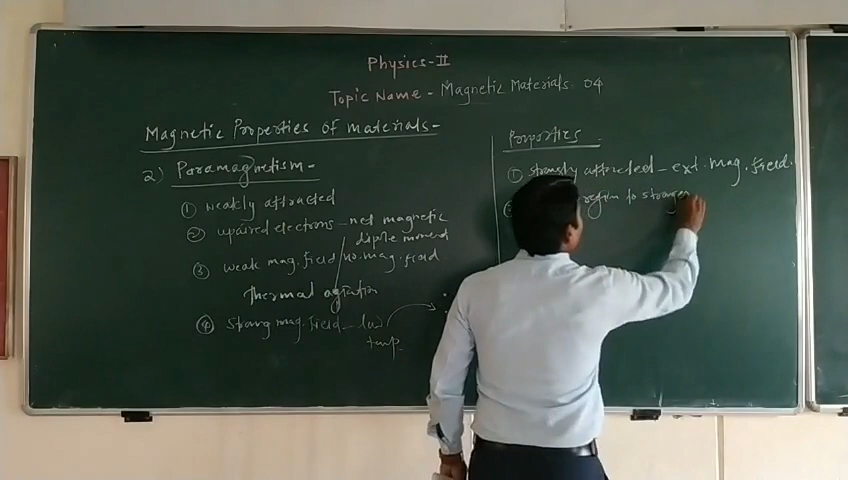 Physics-II
Topic Name - Magnetic Materials 04
Magnetic Properties of materials-
2) Paramagnetism-
① weakly attracted
② upaired electrons - net magnetic
dipole moment
③ weak mag. field / no. mag. field
Thermal agitation
④ Strong mag. field - low
temp.
Properties
① strongly attracted - ext. mag. field.
region to stronger